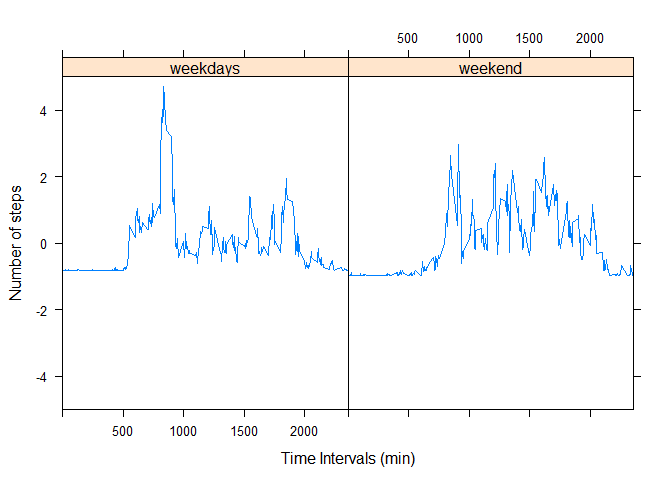 500 1000 1500 2000
weekdays weekend
4
2
0
-2
-4
Number of steps
500 1000 1500 2000
Time Intervals (min)